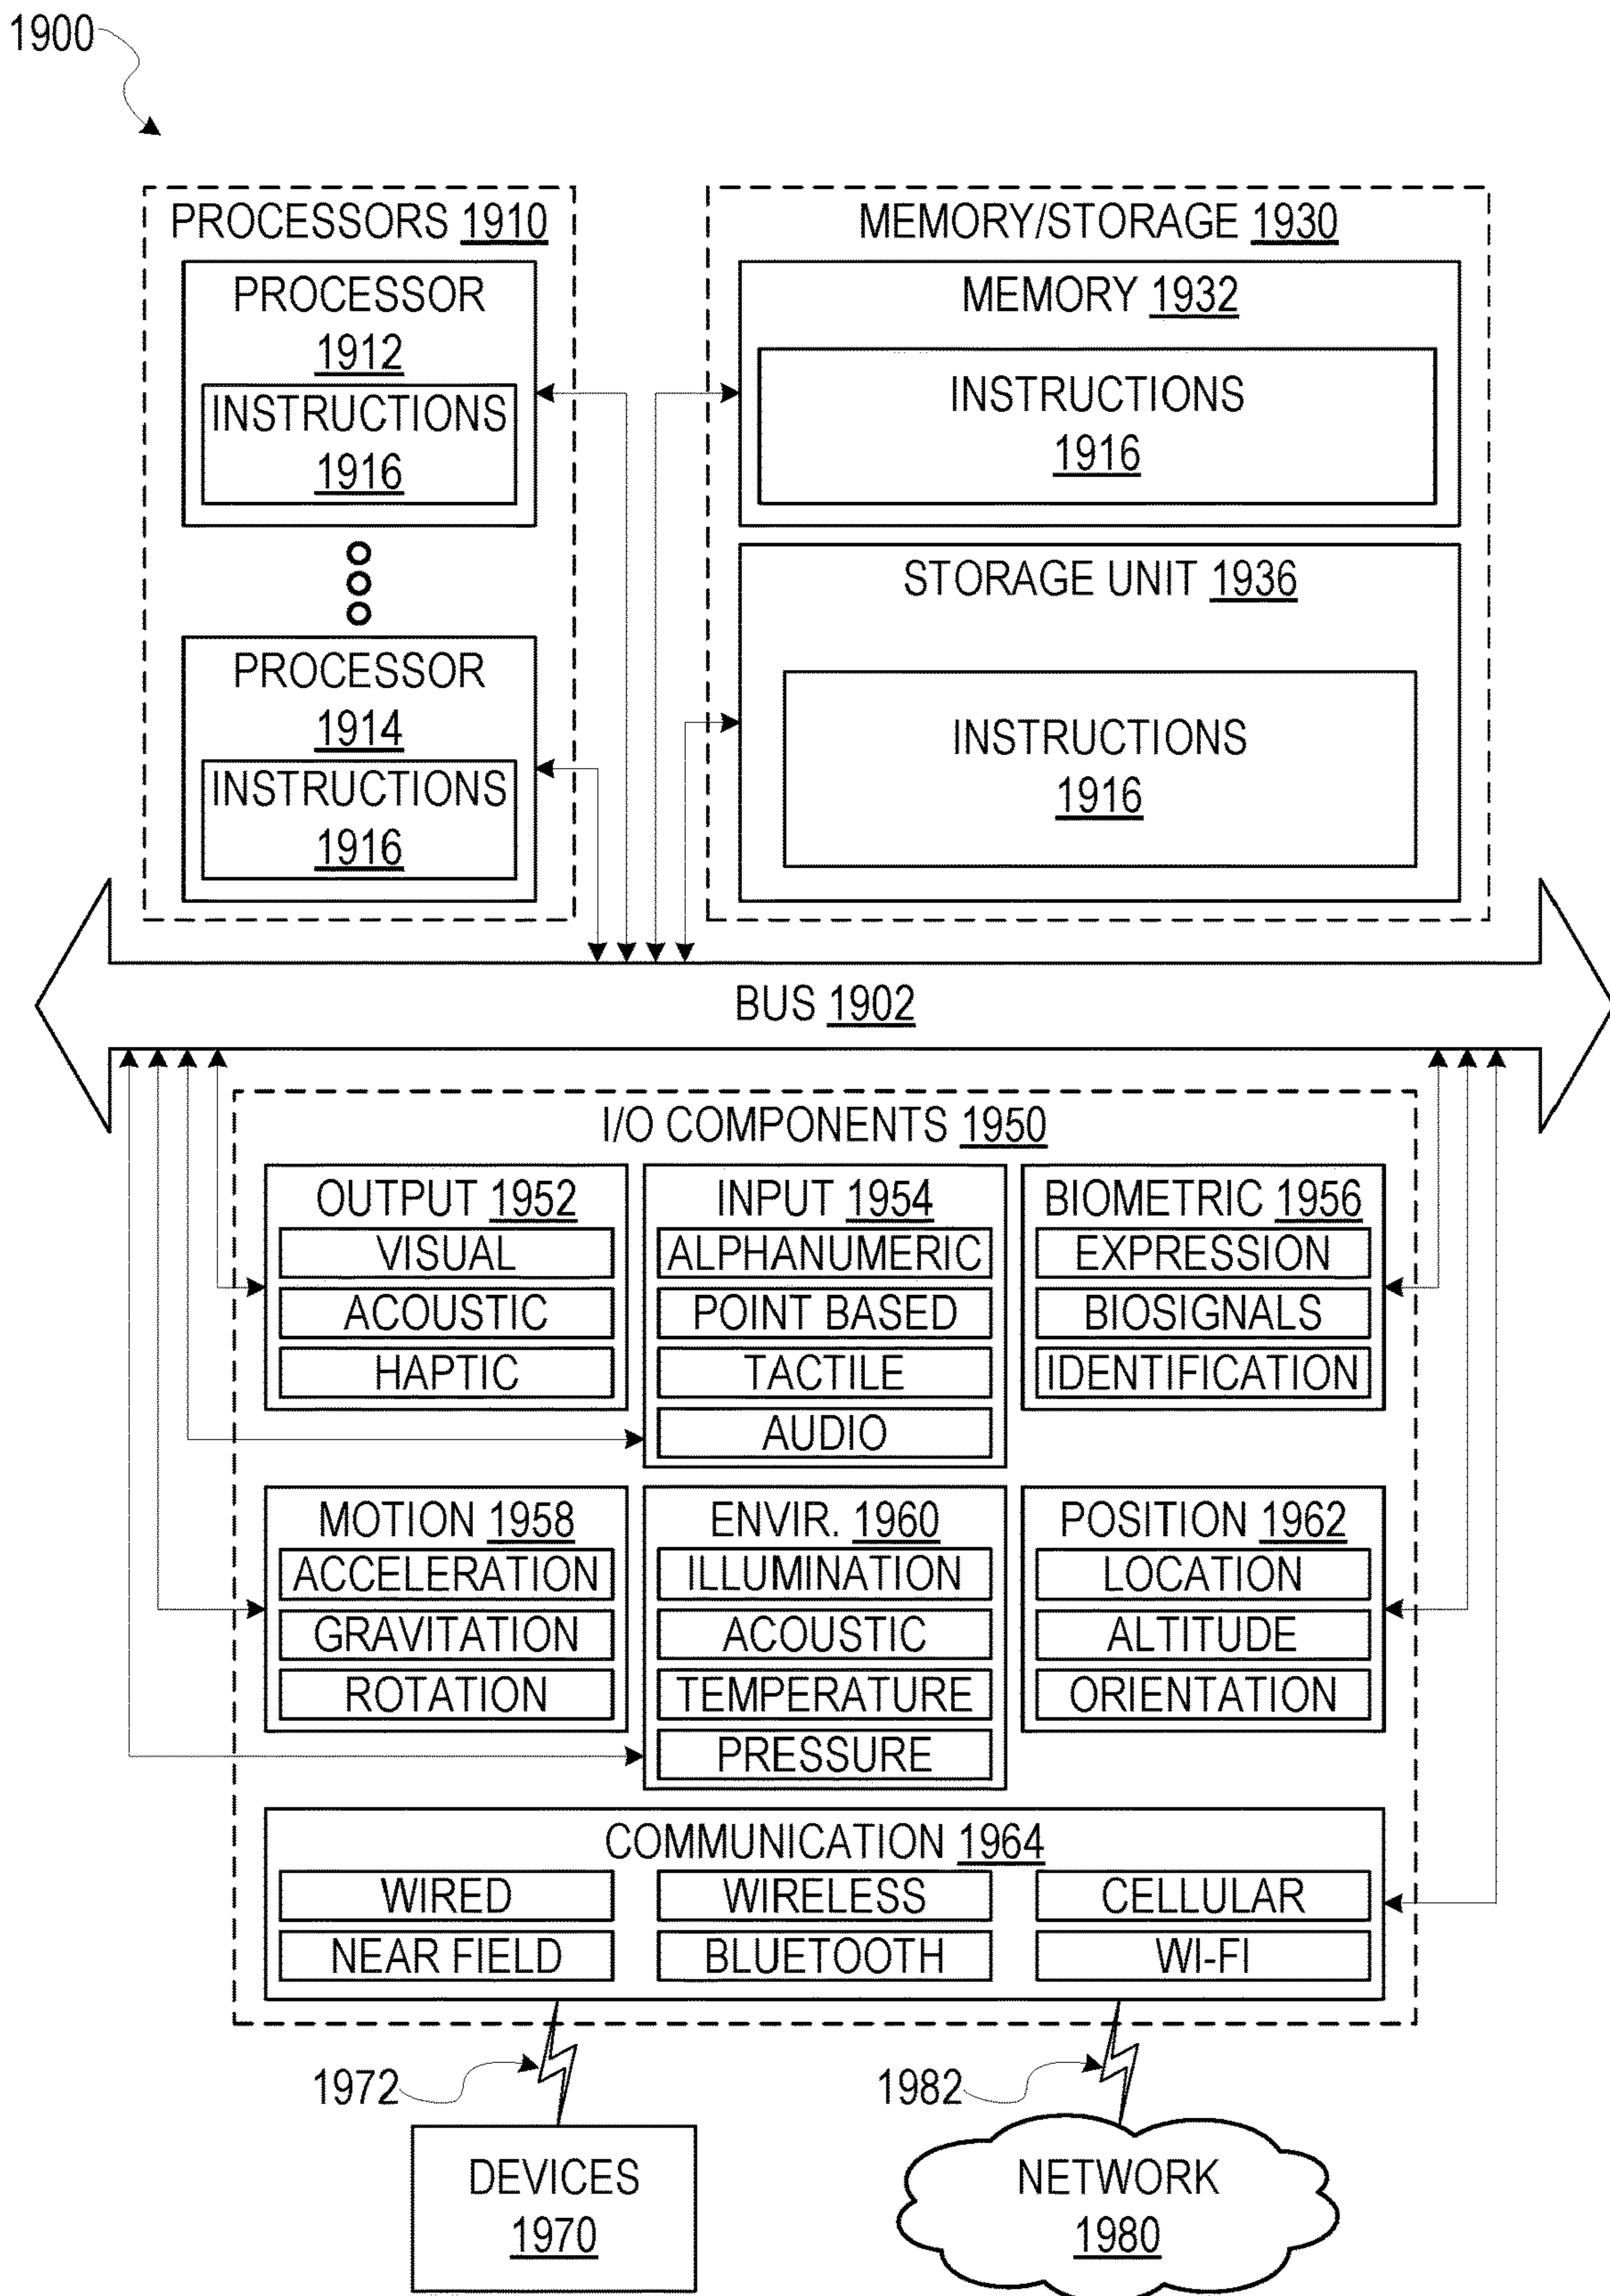 1900
PROCESSORS 1910
PROCESSOR
1912
INSTRUCTIONS
1916
PROCESSOR
1914
INSTRUCTIONS
1916
MEMORY/STORAGE 1930
MEMORY 1932
INSTRUCTIONS
1916
STORAGE UNIT 1936
INSTRUCTIONS
1916
BUS 1902
I/O COMPONENTS 1950
OUTPUT 1952
VISUAL
ACOUSTIC
HAPTIC
INPUT 1954
ALPHANUMERIC
POINT BASED
TACTILE
AUDIO
BIOMETRIC 1956
EXPRESSION
BIOSIGNALS
IDENTIFICATION
MOTION 1958
ACCELERATION
GRAVITATION
ROTATION
ENVIR. 1960
ILLUMINATION
ACOUSTIC
TEMPERATURE
PRESSURE
POSITION 1962
LOCATION
ALTITUDE
ORIENTATION
COMMUNICATION 1964
WIRED
WIRELESS
CELLULAR
NEAR FIELD
BLUETOOTH
WI-FI
1972
1982
DEVICES
1970
NETWORK
1980